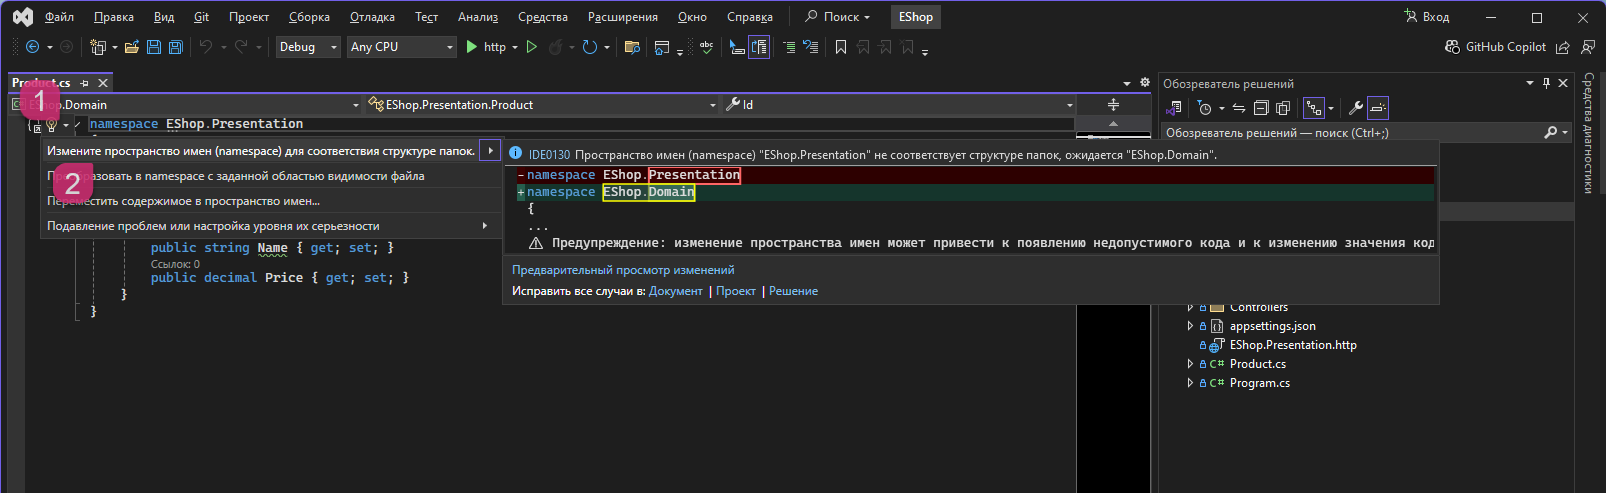 Файл Правка Вид Git Проект Сборка Отладка Тест Анализ Средства Расширения Окно Справка Поиск EShop Вход
Debug Any CPU http abc GitHub Copilot
Product.cs
Обозреватель решений
EShop.Domain EShop.Presentation.Product Id
1
namespace EShop.Presentation
Обозреватель решений — поиск (Ctrl+;)
Средства диагностики
Измените пространство имен (namespace) для соответствия структуре папок.
2
Преобразовать в namespace с заданной областью видимости файла
Переместить содержимое в пространство имен...
Подавление проблем или настройка уровня их серьезности
IDE0130 Пространство имен (namespace) "EShop.Presentation" не соответствует структуре папок, ожидается "EShop.Domain".
- namespace EShop.Presentation
+ namespace EShop.Domain
{
...
Предупреждение: изменение пространства имен может привести к появлению недопустимого кода и к изменению значения код
Предварительный просмотр изменений
Исправить все случаи в: Документ | Проект | Решение
public string Name { get; set; }
Ссылок: 0
public decimal Price { get; set; }
}
}
Controllers
appsettings.json
EShop.Presentation.http
C# Product.cs
C# Program.cs